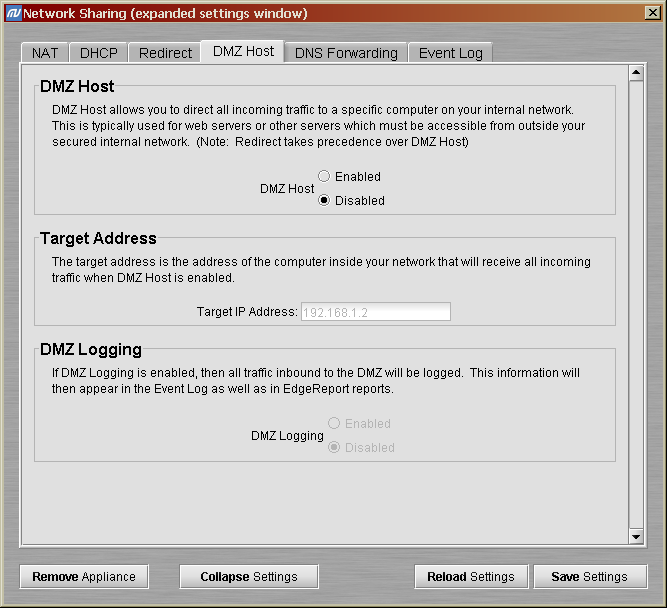 Network Sharing (expanded settings window)
NAT DHCP Redirect DMZ Host DNS Forwarding Event Log
DMZ Host
DMZ Host allows you to direct all incoming traffic to a specific computer on your internal network.
This is typically used for web servers or other servers which must be accessible from outside your
secured internal network. (Note: Redirect takes precedence over DMZ Host)
Enabled
DMZ Host
Disabled
Target Address
The target address is the address of the computer inside your network that will receive all incoming
traffic when DMZ Host is enabled.
Target IP Address: 192.168.1.2
DMZ Logging
If DMZ Logging is enabled, then all traffic inbound to the DMZ will be logged. This information will
then appear in the Event Log as well as in EdgeReport reports.
Enabled
DMZ Logging
Disabled
Remove Appliance Collapse Settings Reload Settings Save Settings